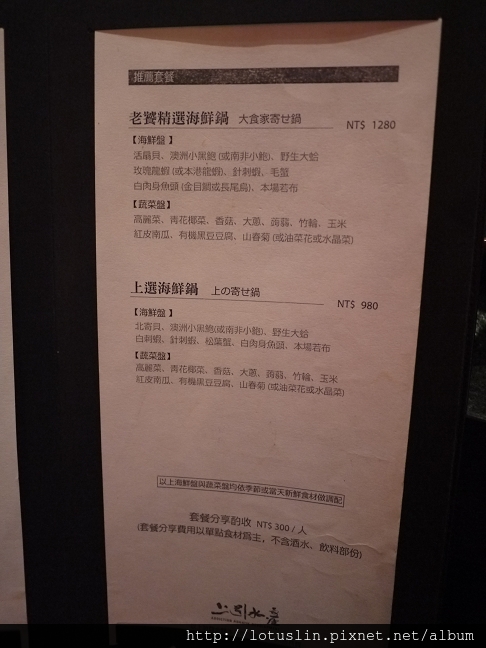 推薦套餐
老饕精選海鮮鍋 大食家寄せ鍋 NT$ 1280
【海鮮盤】
活扇貝、澳洲小黑鮑(或南非小鮑)、野生大蛤
玫瑰龍蝦(或本港龍蝦)、針刺蝦、毛蟹
白肉身魚頭(金目鯛或長尾鳥)、本場若布
【蔬菜盤】
高麗菜、青花椰菜、香菇、大蔥、蒟蒻、竹輪、玉米
紅皮南瓜、有機黑豆豆腐、山春菊(或油菜花或水晶菜)
上選海鮮鍋 上の寄せ鍋 NT$ 980
【海鮮盤】
北寄貝、澳洲小黑鮑(或南非小鮑)、野生大蛤
白刺蝦、針刺蝦、松葉蟹、白肉身魚頭、本場若布
【蔬菜盤】
高麗菜、青花椰菜、香菇、大蔥、蒟蒻、竹輪、玉米
紅皮南瓜、有機黑豆豆腐、山春菊(或油菜花或水晶菜)
以上海鮮盤與蔬菜盤均依季節或當天新鮮食材做調配
套餐分享酌收 NT$ 300 / 人
(套餐分享費用以單點食材為主，不含酒水、飲料部份)
上引水產
http://lotuslin.pixnet.net/album